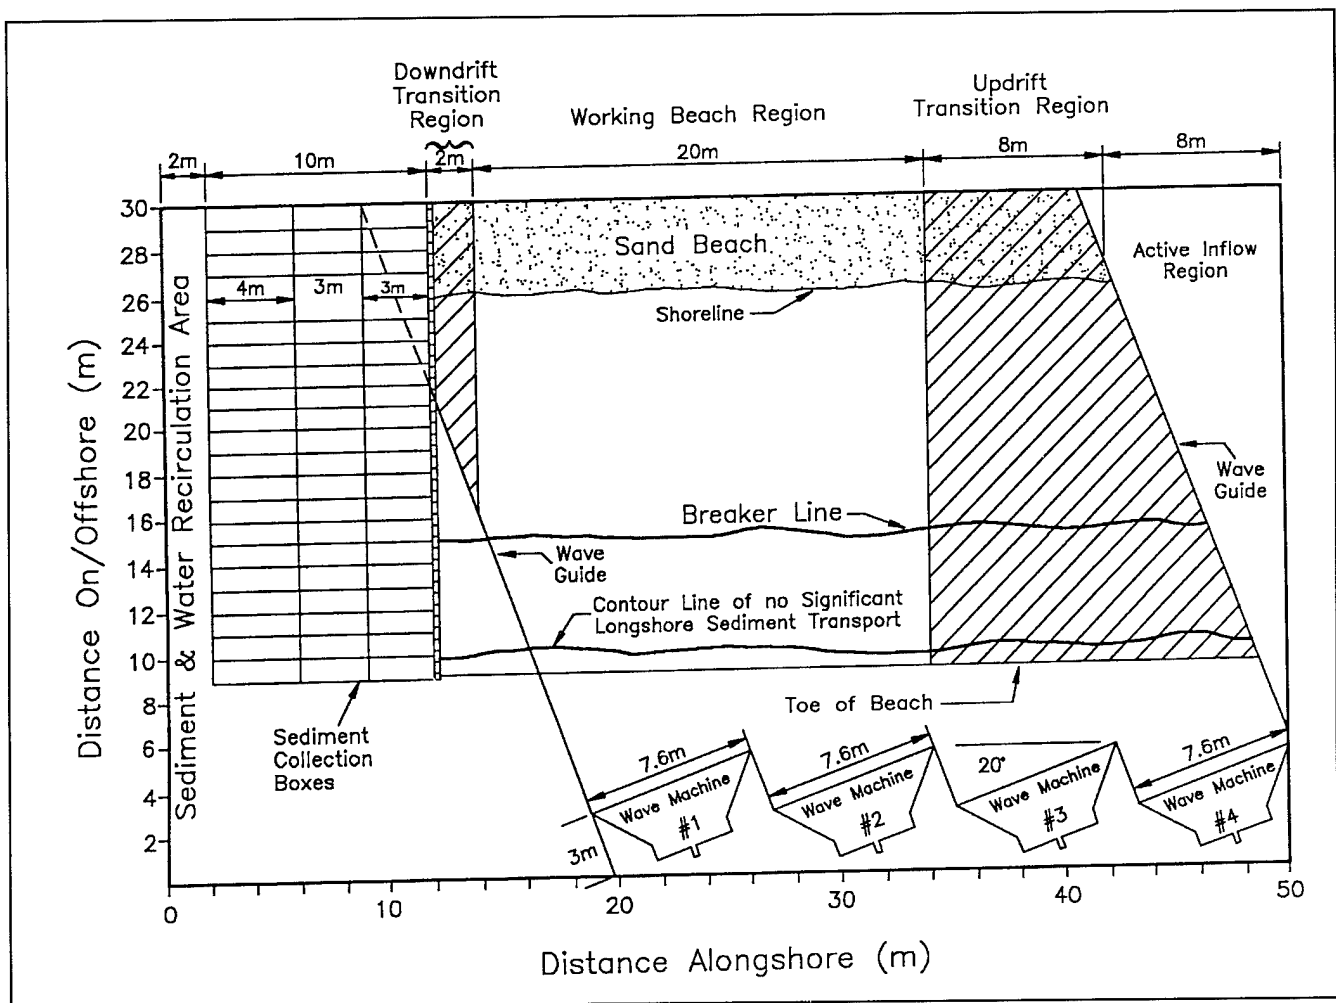 Downdrift
Transition
Region
Working Beach Region
Updrift
Transition Region
2m
10m
2m
20m
8m
8m
30
28
26
24
22
20
18
16
14
12
10
8
6
4
2
Distance On/Offshore (m)
Sediment & Water Recirculation Area
4m
3m
3m
Sand Beach
Shoreline
Active Inflow
Region
Wave
Guide
Breaker Line
Wave
Guide
Contour Line of no Significant
Longshore Sediment Transport
Toe of Beach
Sediment
Collection
Boxes
7.6m
7.6m
20°
7.6m
Wave Machine
#1
Wave Machine
#2
Wave Machine
#3
Wave Machine
#4
3m
0
10
20
30
40
50
Distance Alongshore (m)